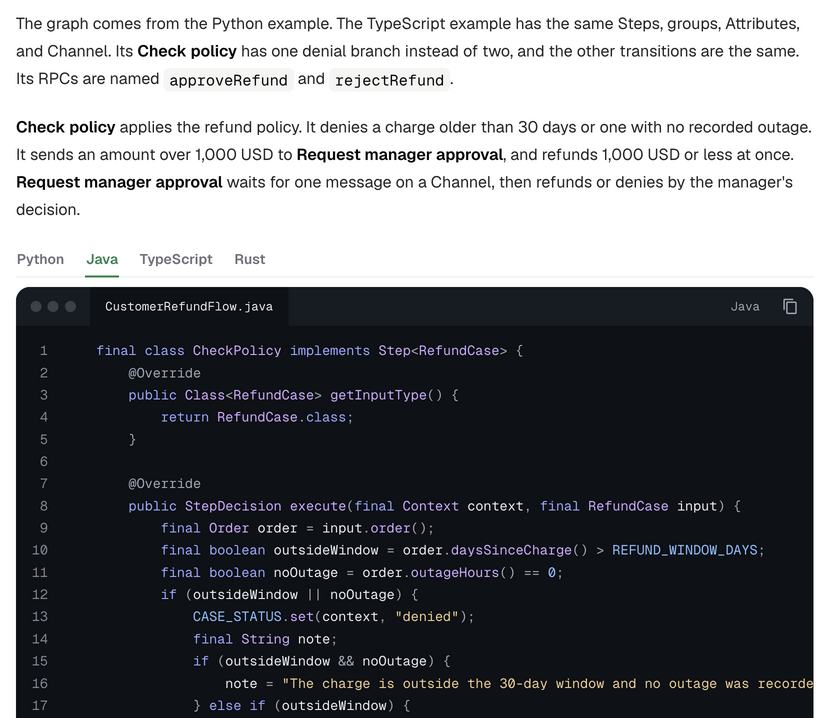 The graph comes from the Python example. The TypeScript example has the same Steps, groups, Attributes,
and Channel. Its Check policy has one denial branch instead of two, and the other transitions are the same.
Its RPCs are named approveRefund and rejectRefund.
Check policy applies the refund policy. It denies a charge older than 30 days or one with no recorded outage.
It sends an amount over 1,000 USD to Request manager approval, and refunds 1,000 USD or less at once.
Request manager approval waits for one message on a Channel, then refunds or denies by the manager's
decision.
Python Java TypeScript Rust
CustomerRefundFlow.java Java
1 final class CheckPolicy implements Step<RefundCase> {
2 @Override
3 public Class<RefundCase> getInputType() {
4 return RefundCase.class;
5 }
6
7 @Override
8 public StepDecision execute(final Context context, final RefundCase input) {
9 final Order order = input.order();
10 final boolean outsideWindow = order.daysSinceCharge() > REFUND_WINDOW_DAYS;
11 final boolean noOutage = order.outageHours() == 0;
12 if (outsideWindow || noOutage) {
13 CASE_STATUS.set(context, "denied");
14 final String note;
15 if (outsideWindow && noOutage) {
16 note = "The charge is outside the 30-day window and no outage was recorde
17 } else if (outsideWindow) {